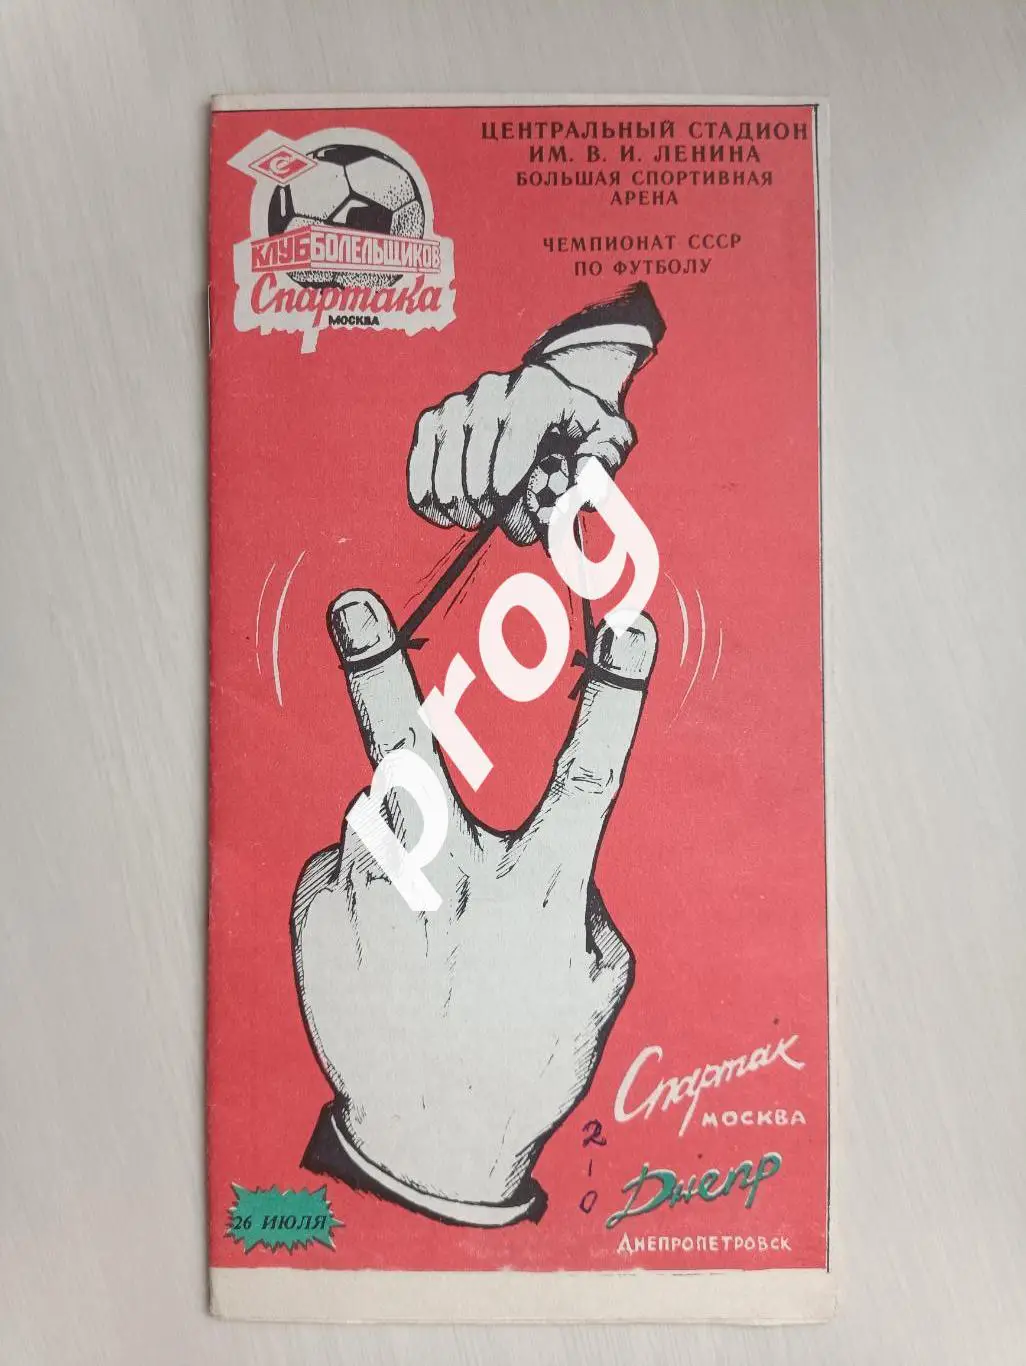 ЦЕНТРАЛЬНЫЙ СТАДИОН
ИМ. В. И. ЛЕНИНА
БОЛЬШАЯ СПОРТИВНАЯ
АРЕНА
ЧЕМПИОНАТ СССР
ПО ФУТБОЛУ
КЛУБ БОЛЕЛЬЩИКОВ
Спартака
МОСКВА
prog
Спартак
МОСКВА
2-0
Днепр
ДНЕПРОПЕТРОВСК
26 ИЮЛЯ